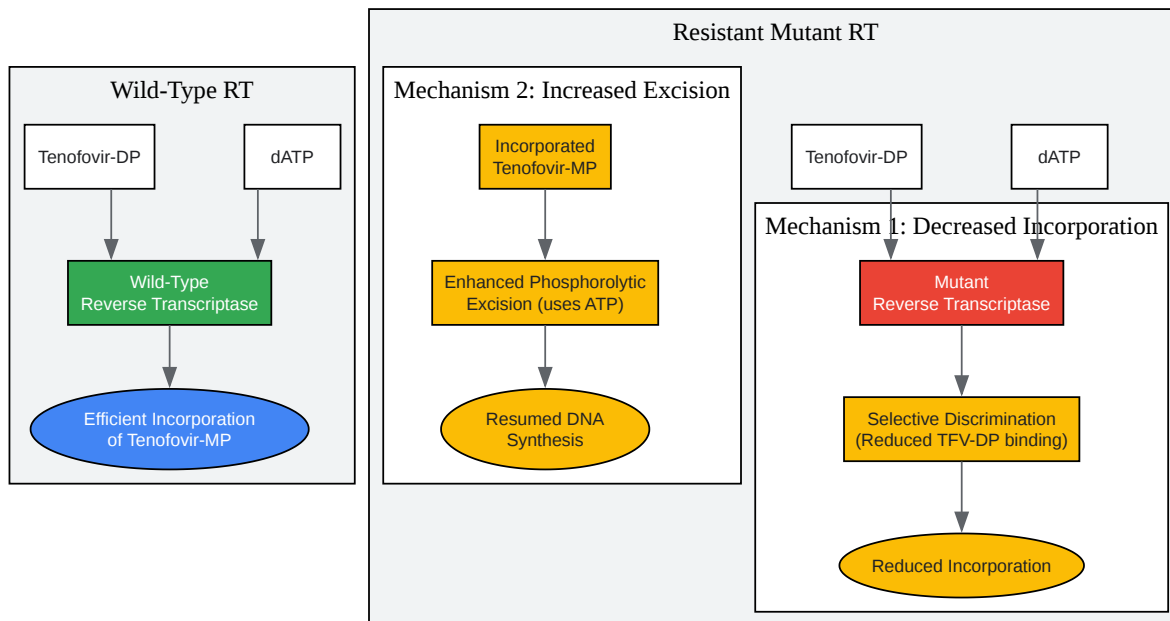 Wild-Type RT
Tenofovir-DP
dATP
Wild-Type
Reverse Transcriptase
Efficient Incorporation
of Tenofovir-MP
Resistant Mutant RT
Mechanism 2: Increased Excision
Incorporated
Tenofovir-MP
Enhanced Phosphorolytic
Excision (uses ATP)
Resumed DNA
Synthesis
Tenofovir-DP
dATP
Mechanism 1: Decreased Incorporation
Mutant
Reverse Transcriptase
Selective Discrimination
(Reduced TFV-DP binding)
Reduced Incorporation